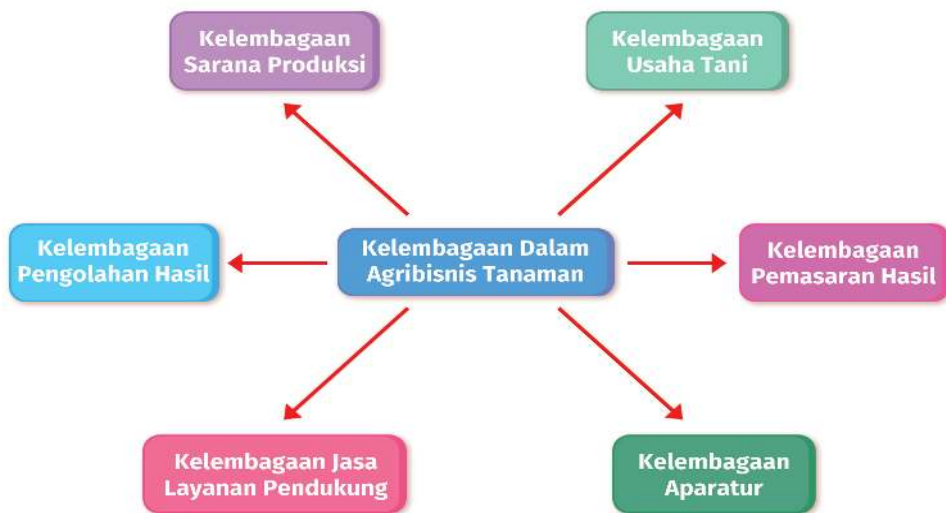 Kelembagaan
Sarana Produksi
Kelembagaan
Usaha Tani
Kelembagaan
Pengolahan Hasil
Kelembagaan Dalam
Agribisnis Tanaman
Kelembagaan
Pemasaran Hasil
Kelembagaan Jasa
Layanan Pendukung
Kelembagaan
Aparatur